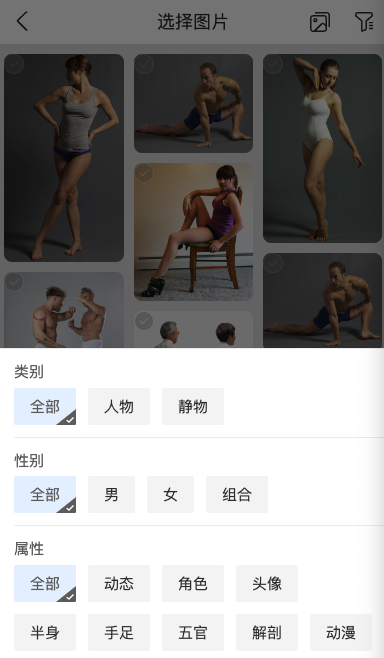 选择图片
类别
全部 人物 静物
性别
全部 男 女 组合
属性
全部 动态 角色 头像
半身 手足 五官 解剖 动漫